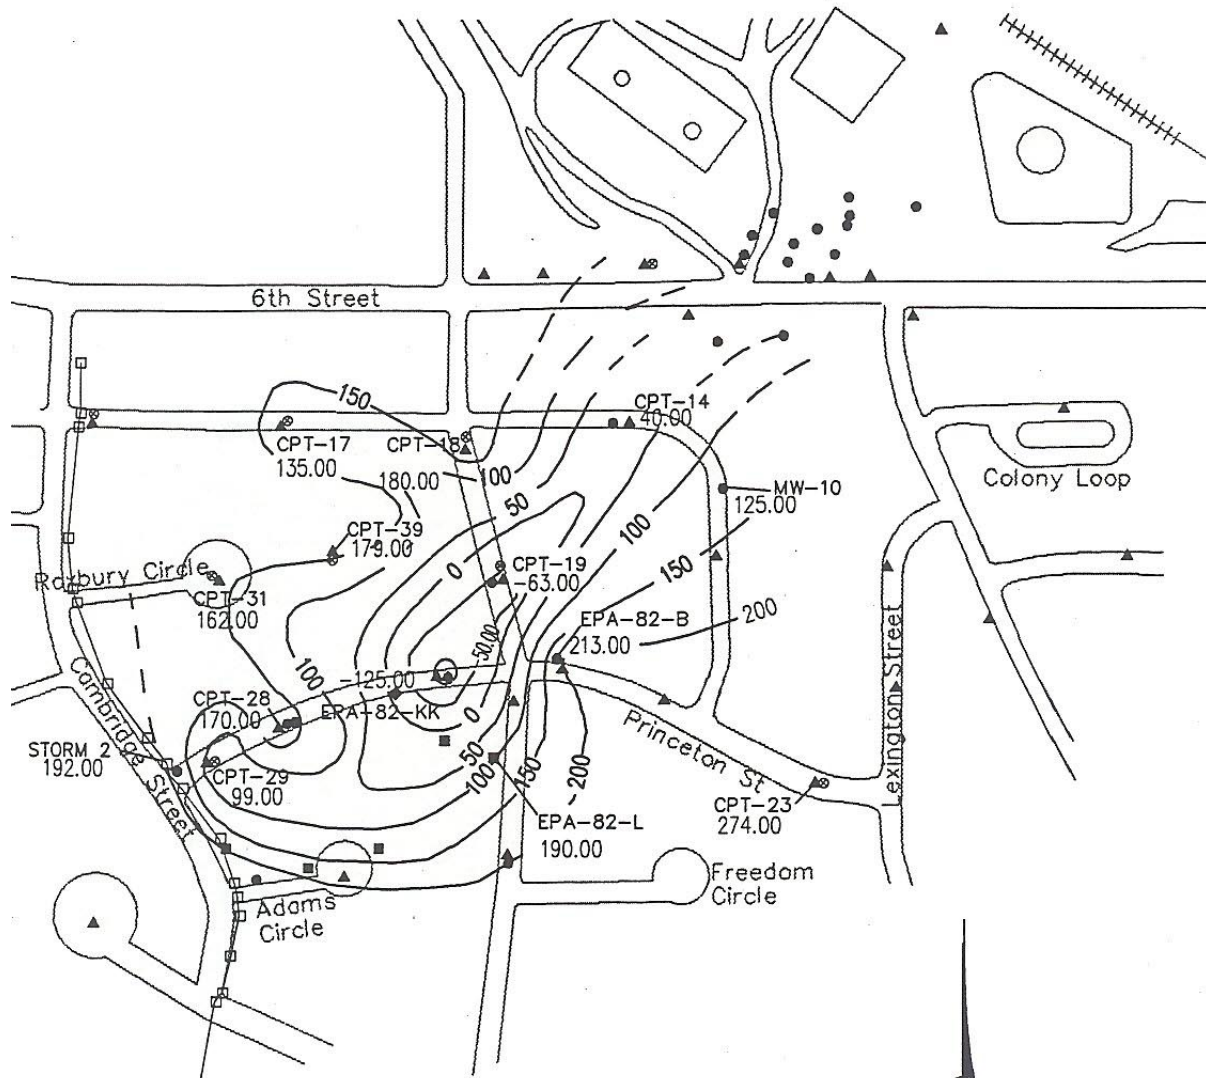 6th Street
150
CPT-14
40.00
CPT-17
135.00
CPT-18
180.00
100
50
MW-10
125.00
Colony Loop
CPT-39
179.00
0
50
100
150
200
CPT-19
-63.00
Roxbury Circle
CPT-31
162.00
EPA-82-B
213.00
50.00
100
-125.00
EPA-82-KK
0
50
100
150
200
CPT-28
170.00
STORM 2
192.00
CPT-29
99.00
Cambridge Street
Princeton St
Lexington Street
CPT-23
274.00
EPA-82-L
190.00
Freedom
Circle
Adams
Circle